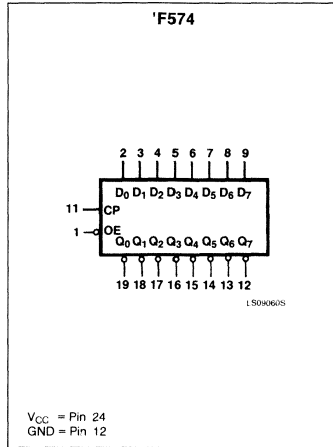 'F574
2 3 4 5 6 7 8 9
D0 D1 D2 D3 D4 D5 D6 D7
11 CP
1 OE
Q0 Q1 Q2 Q3 Q4 Q5 Q6 Q7
19 18 17 16 15 14 13 12
LS09060S
VCC = Pin 24
GND = Pin 12